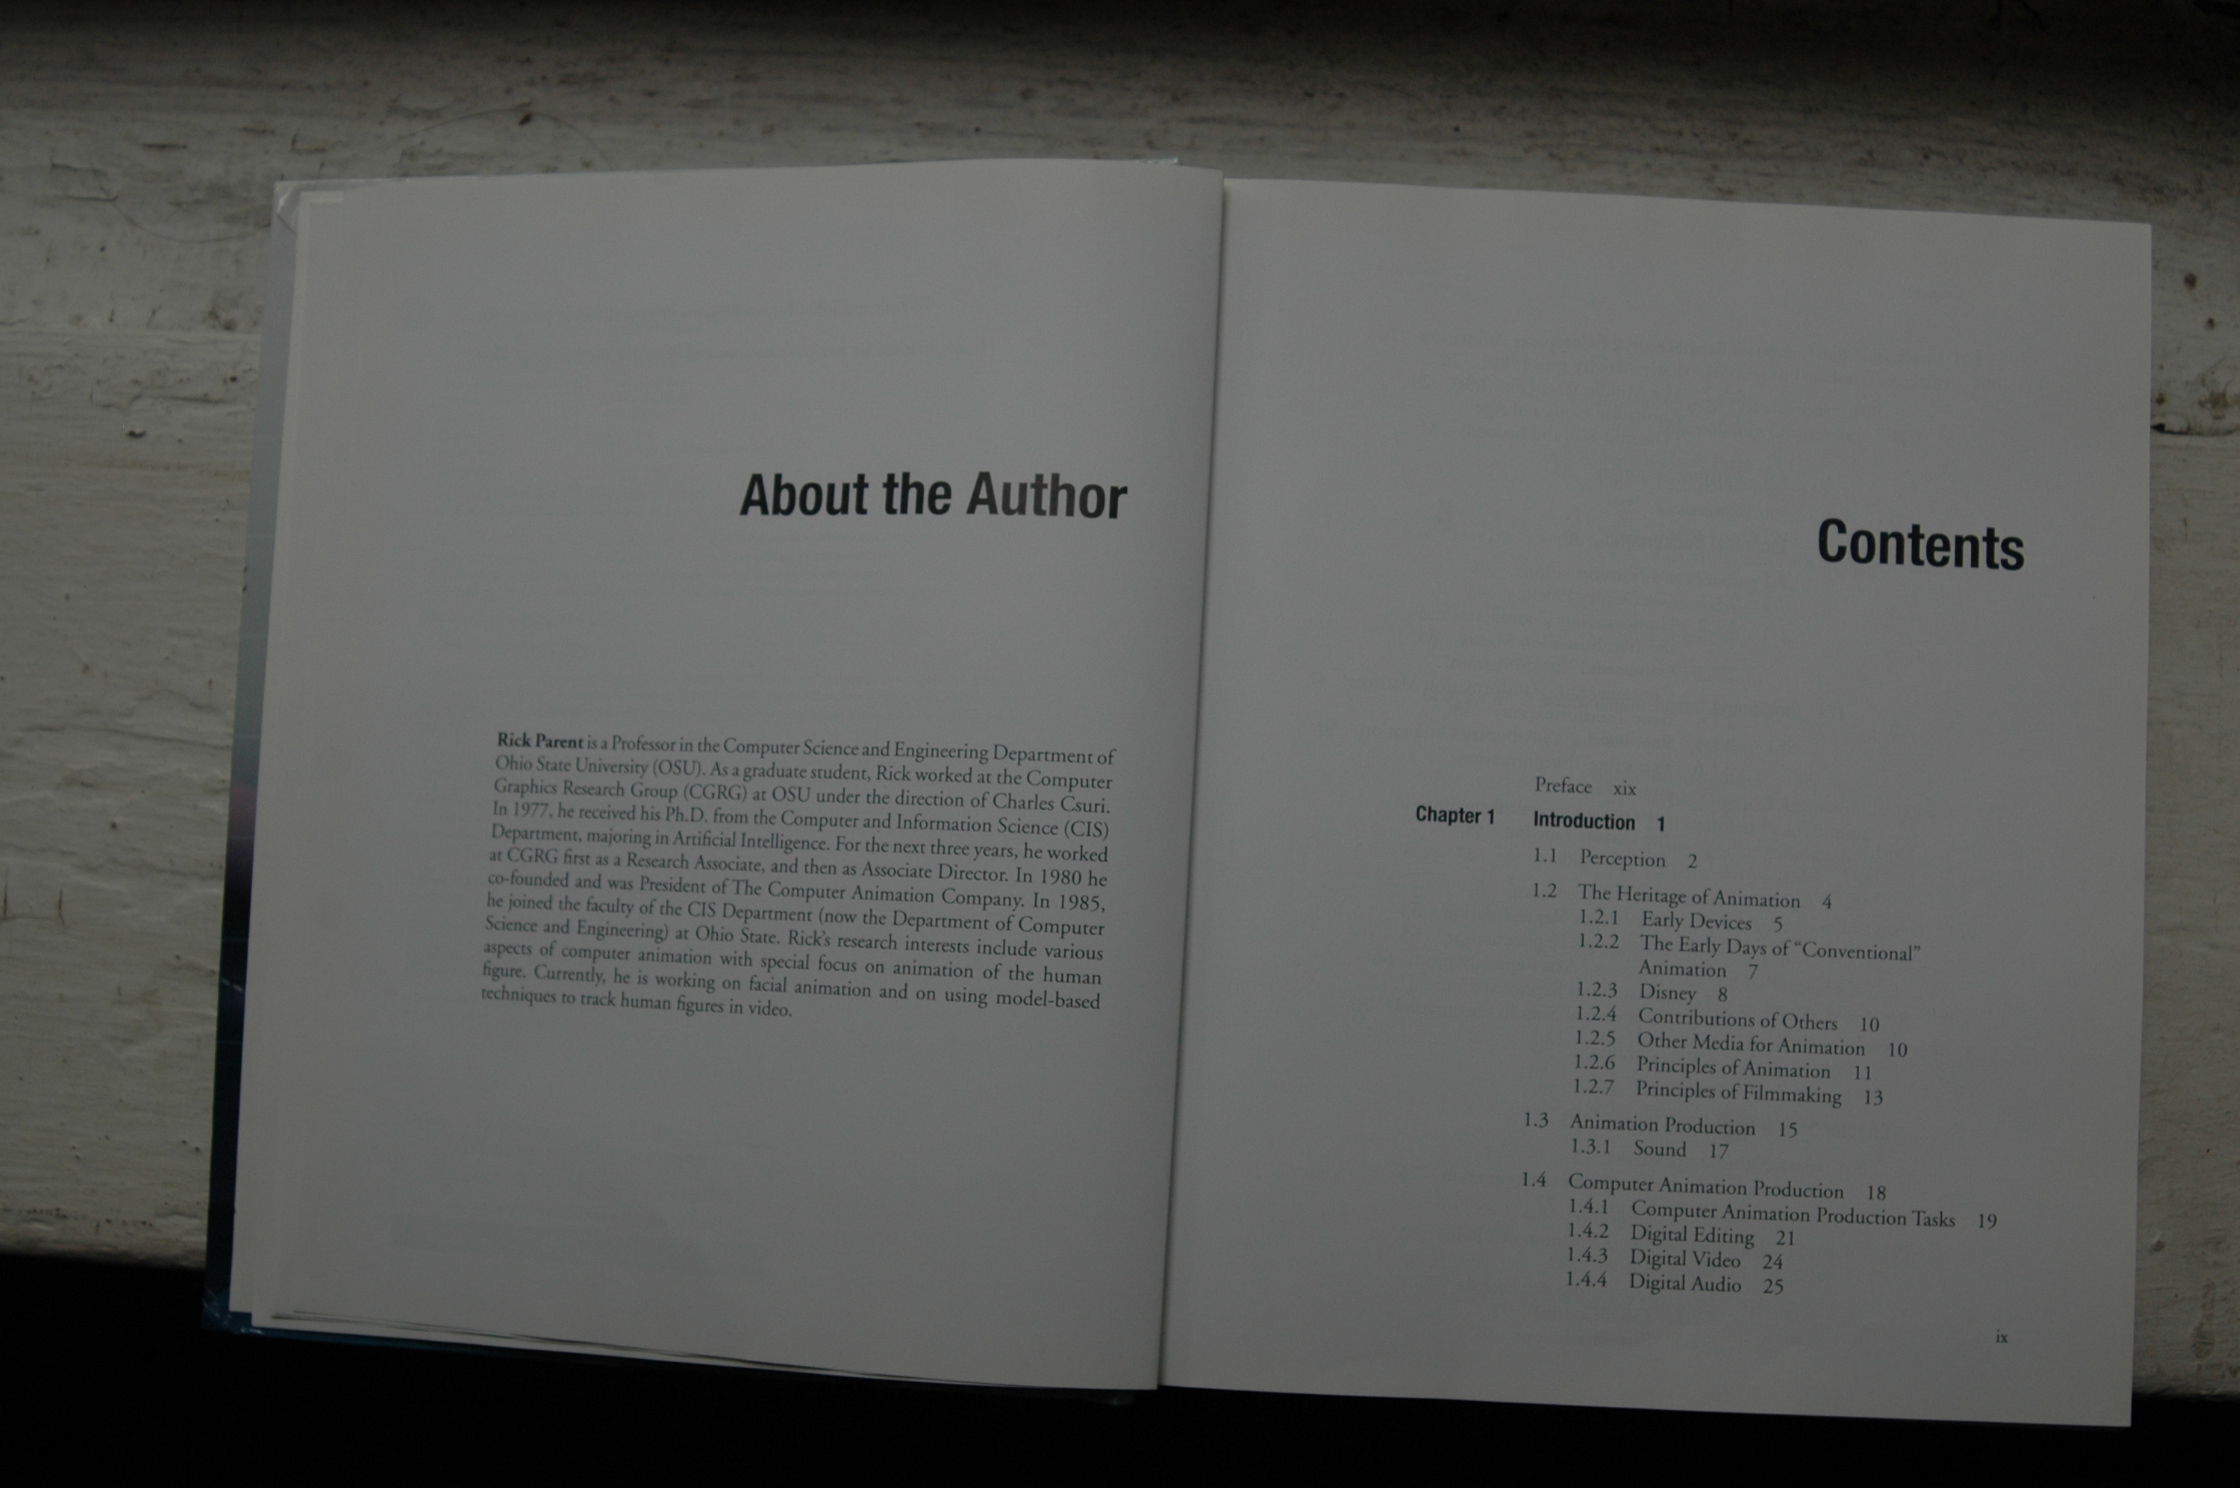 About the Author
Rick Parent is a Professor in the Computer Science and Engineering Department of
Ohio State University (OSU). As a graduate student, Rick worked at the Computer
Graphics Research Group (CGRG) at OSU under the direction of Charles Csuri.
In 1977, he received his Ph.D. from the Computer and Information Science (CIS)
Department, majoring in Artificial Intelligence. For the next three years, he worked
at CGRG first as a Research Associate, and then as Associate Director. In 1980 he
co-founded and was President of The Computer Animation Company. In 1985,
he joined the faculty of the CIS Department (now the Department of Computer
Science and Engineering) at Ohio State. Rick's research interests include various
aspects of computer animation with special focus on animation of the human
figure. Currently, he is working on facial animation and on using model-based
techniques to track human figures in video.
Contents
Preface xix
Chapter 1 Introduction 1
1.1 Perception 2
1.2 The Heritage of Animation 4
1.2.1 Early Devices 5
1.2.2 The Early Days of “Conventional”
Animation 7
1.2.3 Disney 8
1.2.4 Contributions of Others 10
1.2.5 Other Media for Animation 10
1.2.6 Principles of Animation 11
1.2.7 Principles of Filmmaking 13
1.3 Animation Production 15
1.3.1 Sound 17
1.4 Computer Animation Production 18
1.4.1 Computer Animation Production Tasks 19
1.4.2 Digital Editing 21
1.4.3 Digital Video 24
1.4.4 Digital Audio 25
ix